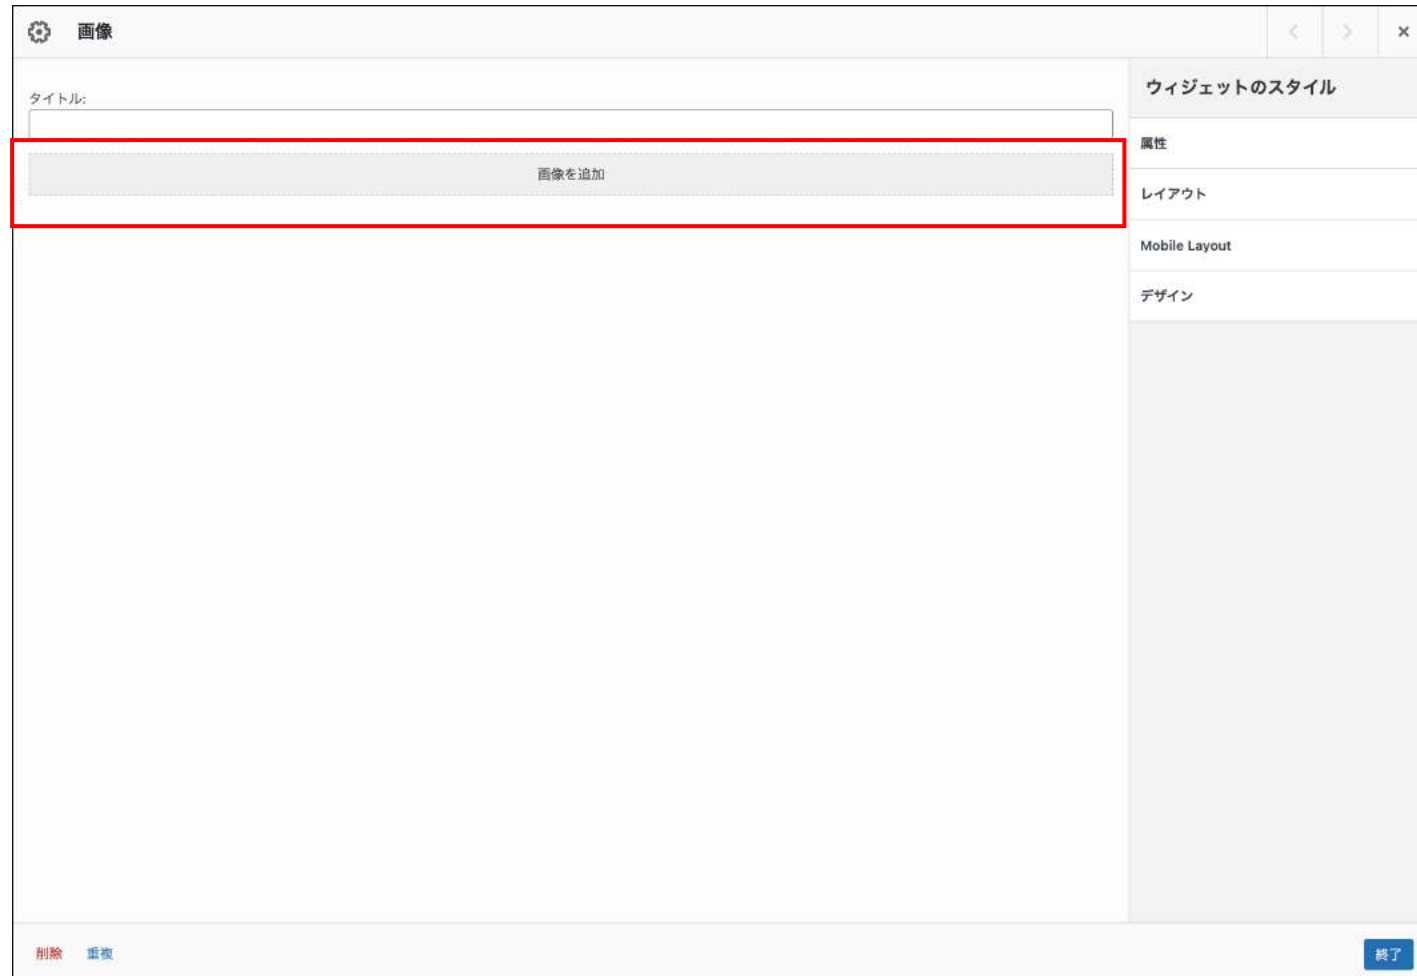 画像
タイトル:
画像を追加
ウィジェットのスタイル
属性
レイアウト
Mobile Layout
デザイン
削除 重複
終了